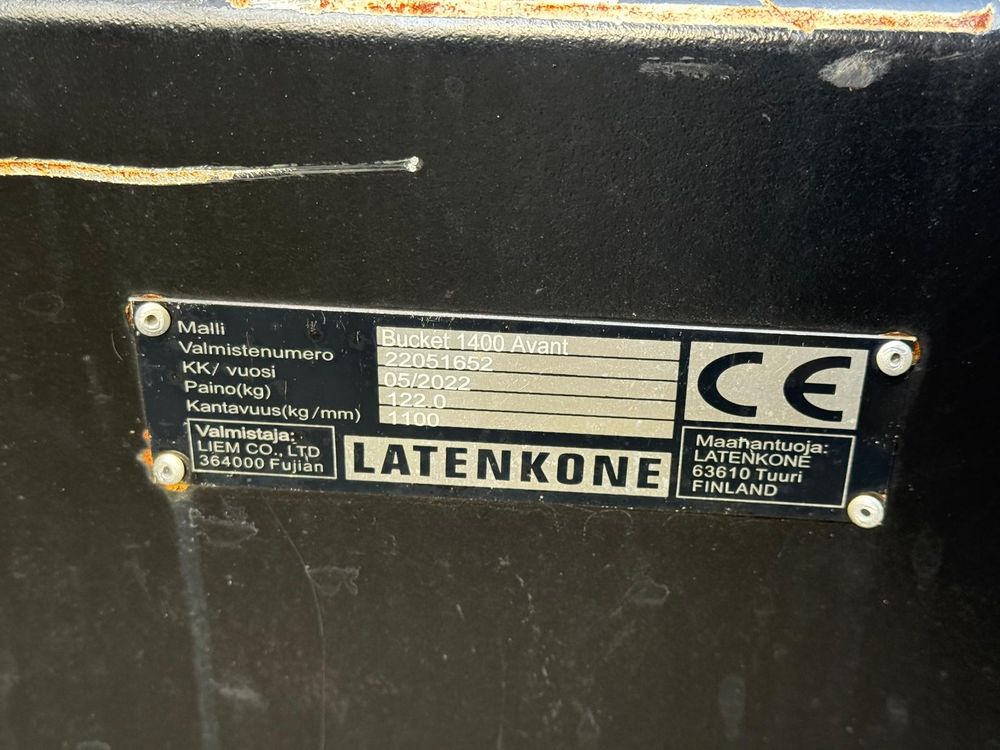 Malli Bucket 1400 Avant
Valmistenumero 22051652
KK/ vuosi 05/2022
Paino(kg) 122.0
Kantavuus(kg/mm) 1100
CE
Valmistaja:
LIEM CO., LTD
364000 Fujian
LATENKONE
Maahantuoja:
LATENKONE
63610 Tuuri
FINLAND